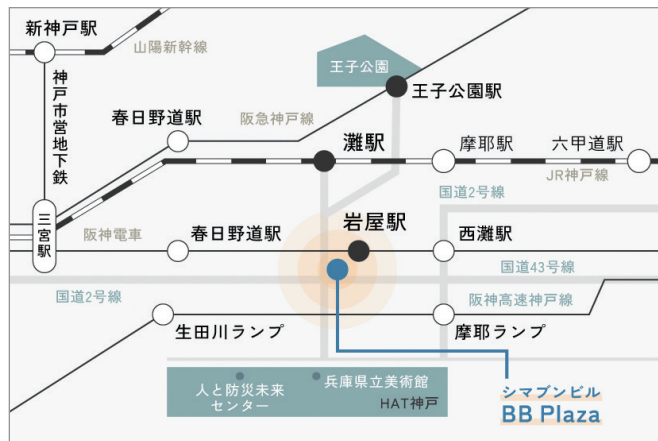 新神戸駅
山陽新幹線
神戸市営地下鉄
王子公園
王子公園駅
春日野道駅
阪急神戸線
灘駅
摩耶駅
六甲道駅
JR神戸線
国道2号線
三宮駅
阪神電車
春日野道駅
岩屋駅
西灘駅
国道2号線
国道43号線
阪神高速神戸線
生田川ランプ
摩耶ランプ
人と防災未来
センター
兵庫県立美術館
HAT神戸
シマブンビル
BB Plaza